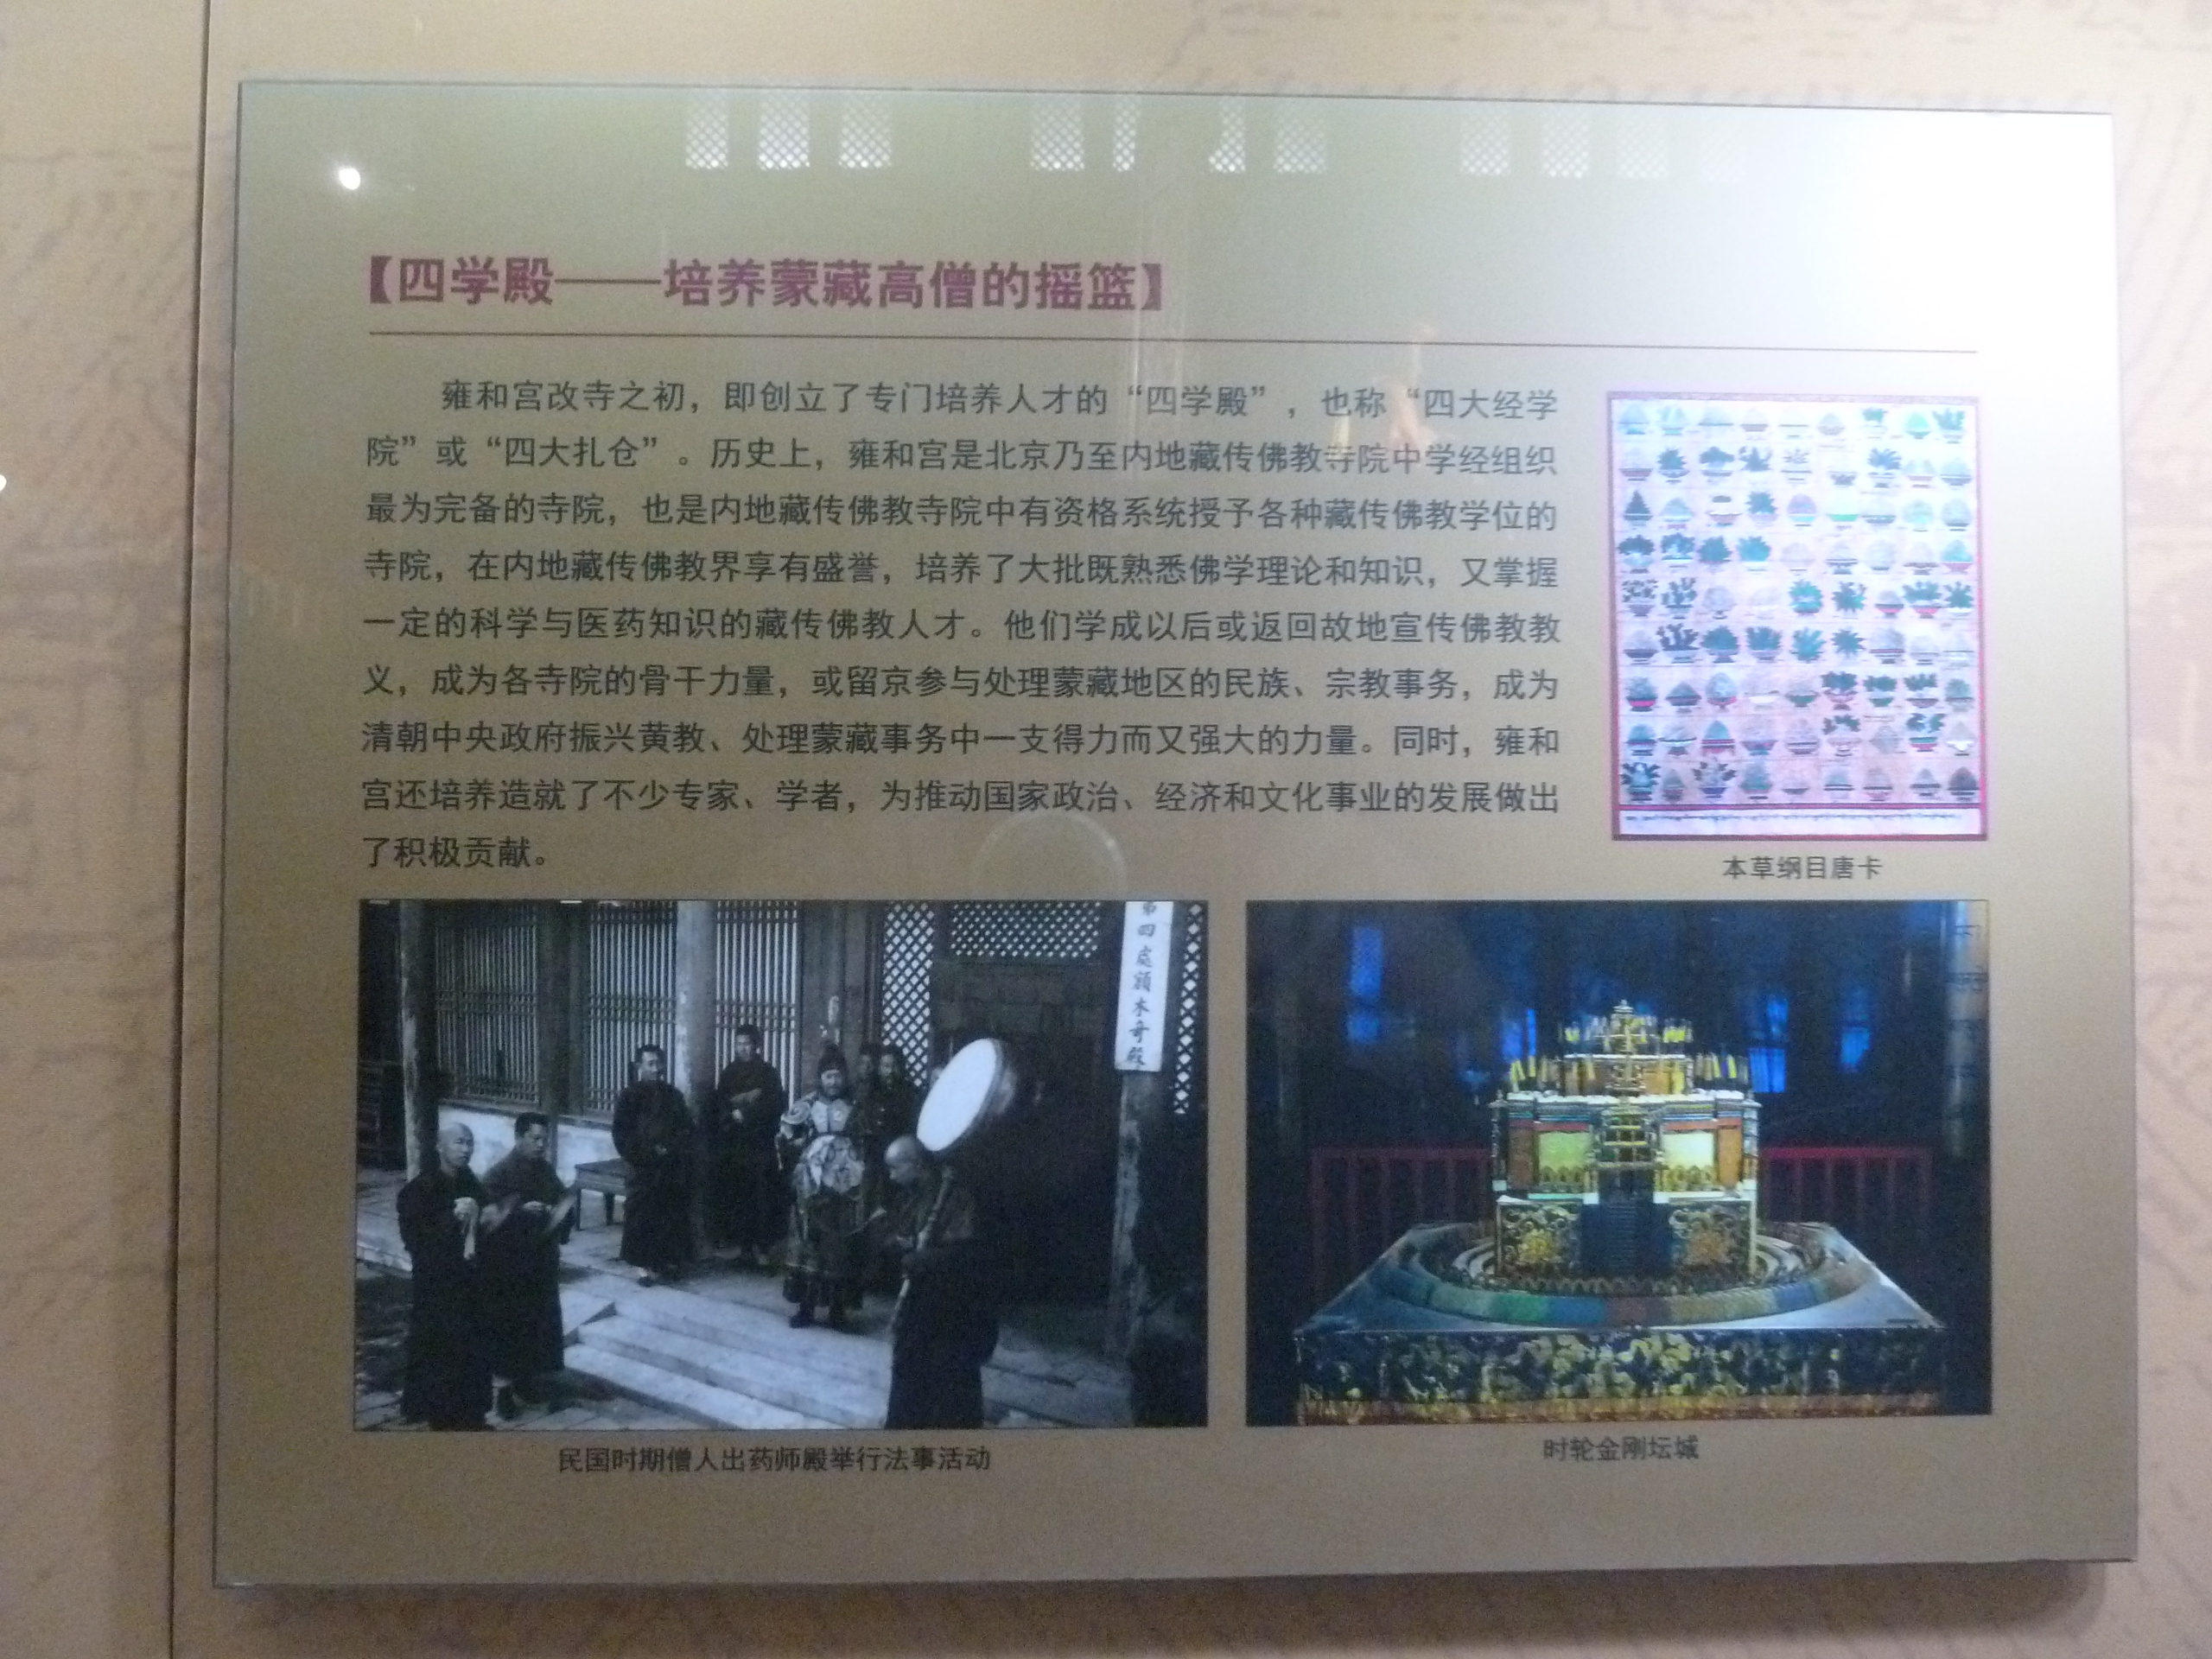 【四学殿——培养蒙藏高僧的摇篮】
雍和宫改寺之初，即创立了专门培养人才的“四学殿”，也称“四大经学
院”或“四大扎仓”。历史上，雍和宫是北京乃至内地藏传佛教寺院中学经组织
最为完备的寺院，也是内地藏传佛教寺院中有资格系统授予各种藏传佛教学位的
寺院，在内地藏传佛教界享有盛誉，培养了大批既熟悉佛学理论和知识，又掌握
一定的科学与医药知识的藏传佛教人才。他们学成以后或返回故地宣传佛教教
义，成为各寺院的骨干力量，或留京参与处理蒙藏地区的民族、宗教事务，成为
清朝中央政府振兴黄教、处理蒙藏事务中一支得力而又强大的力量。同时，雍和
宫还培养造就了不少专家、学者，为推动国家政治、经济和文化事业的发展做出
了积极贡献。
本草纲目唐卡
第四处额木奇殿
民国时期僧人出药师殿举行法事活动
时轮金刚坛城